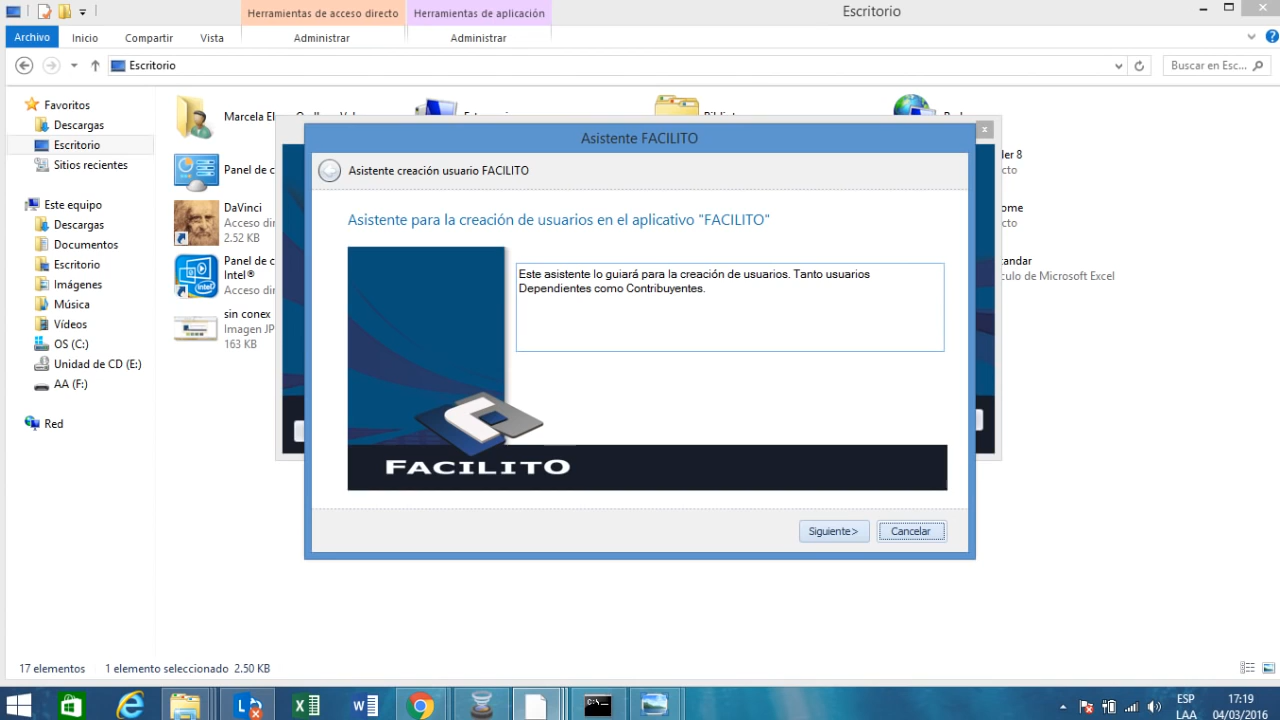 Herramientas de acceso directo
Herramientas de aplicación
Escritorio
Archivo
Inicio
Compartir
Vista
Administrar
Administrar
Escritorio
Buscar en Esc...
Favoritos
Descargas
Escritorio
Sitios recientes
Este equipo
Descargas
Documentos
Escritorio
Imágenes
Música
Vídeos
OS (C:)
Unidad de CD (E:)
AA (F:)
Red
Marcela El
Panel de c
DaVinci
Acceso dir
2.52 KB
Panel de c
Intel®
Acceso dir
sin conex
Imagen JP
163 KB
der 8
cto
ome
cto
andar
culo de Microsoft Excel
Asistente FACILITO
Asistente creación usuario FACILITO
Asistente para la creación de usuarios en el aplicativo "FACILITO"
Este asistente lo guiará para la creación de usuarios. Tanto usuarios
Dependientes como Contribuyentes.
FACILITO
Siguiente>
Cancelar
17 elementos
1 elemento seleccionado 2.50 KB
ESP
LAA
17:19
04/03/2016